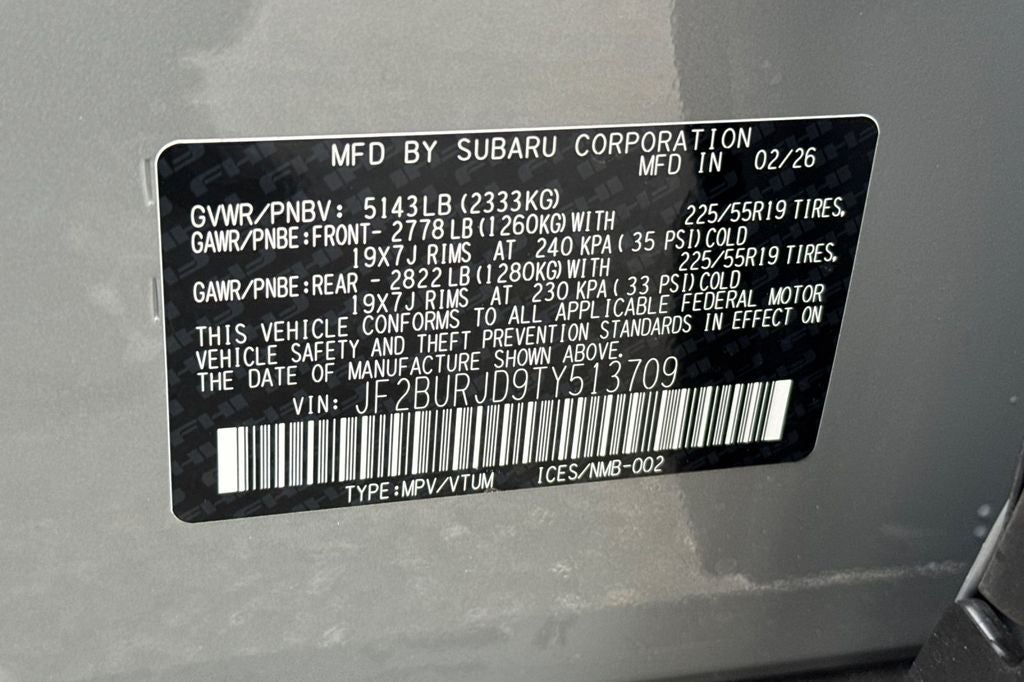 MFD BY SUBARU CORPORATION
MFD IN 02/26
GVWR/PNBV: 5143LB (2333KG)
GAWR/PNBE:FRONT- 2778LB(1260KG)WITH 225/55R19 TIRES,
19X7J RIMS AT 240 KPA( 35 PSI)COLD
GAWR/PNBE:REAR - 2822LB(1280KG)WITH 225/55R19 TIRES,
19X7J RIMS AT 230 KPA( 33 PSI)COLD
THIS VEHICLE CONFORMS TO ALL APPLICABLE FEDERAL MOTOR
VEHICLE SAFETY AND THEFT PREVENTION STANDARDS IN EFFECT ON
THE DATE OF MANUFACTURE SHOWN ABOVE.
VIN: JF2BURJD9TY513709
TYPE:MPV/VTUM ICES/NMB-002